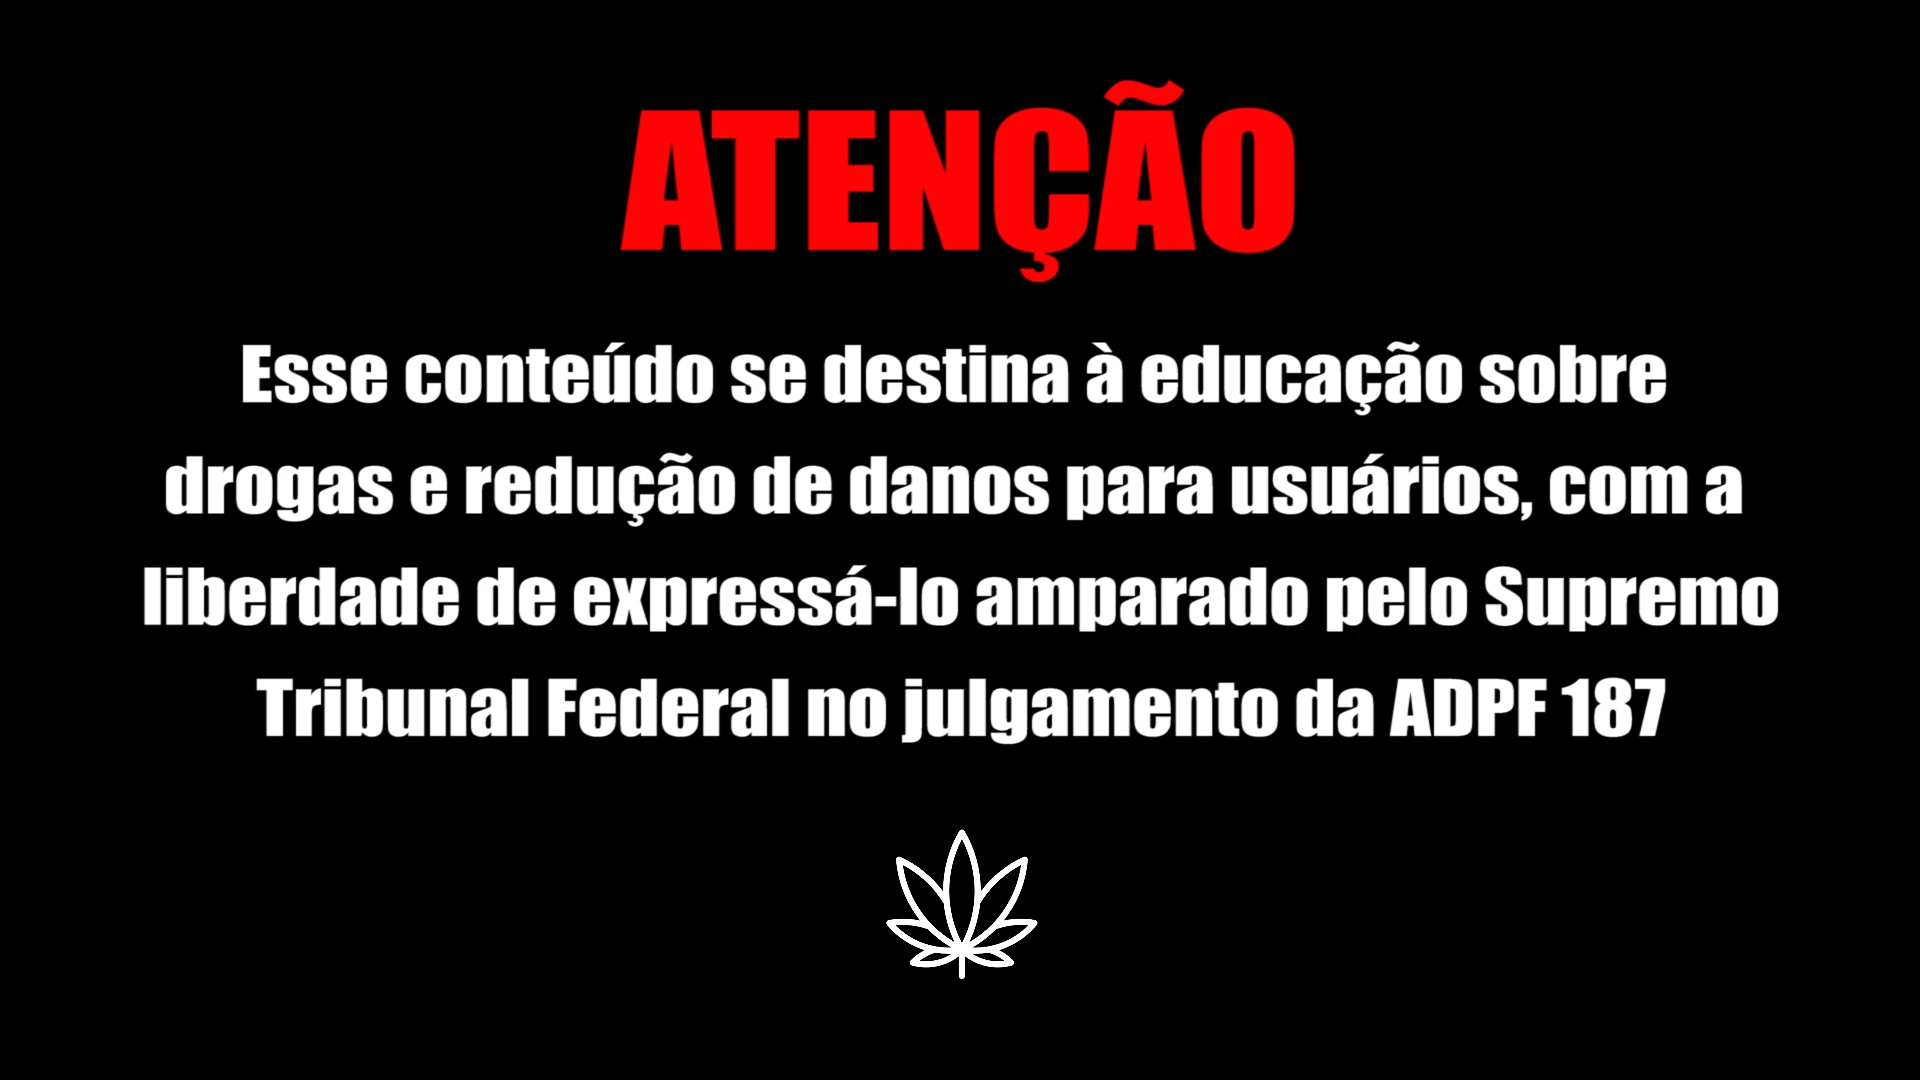 ATENÇÃO
Esse conteúdo se destina à educação sobre
drogas e redução de danos para usuários, com a
liberdade de expressá-lo amparado pelo Supremo
Tribunal Federal no julgamento da ADPF 187